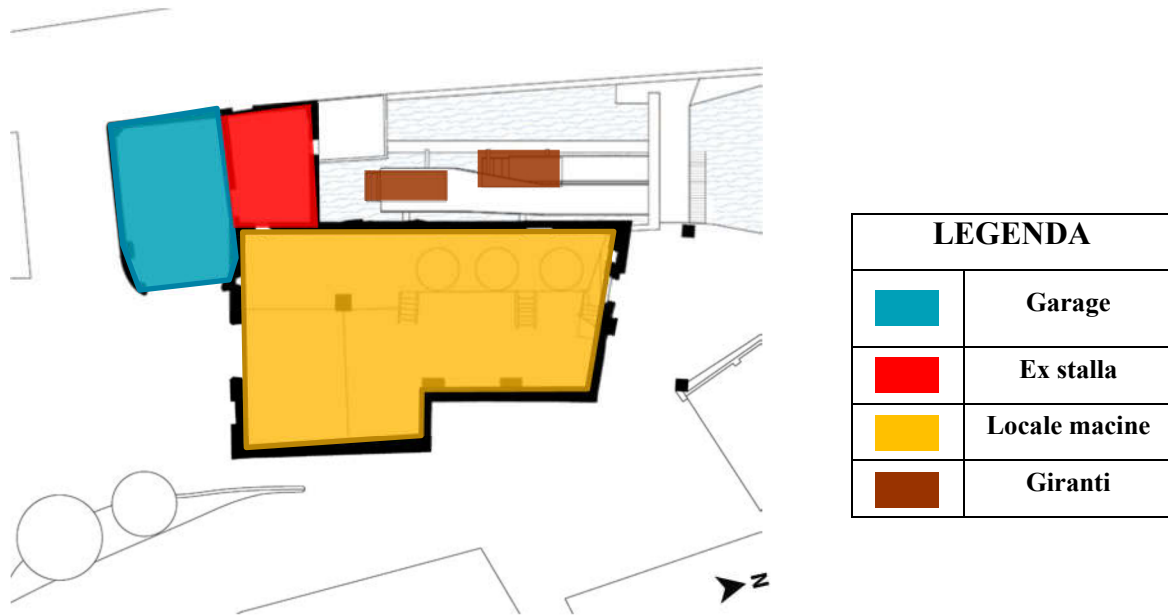 LEGENDA
Garage
Ex stalla
Locale macine
Giranti
N